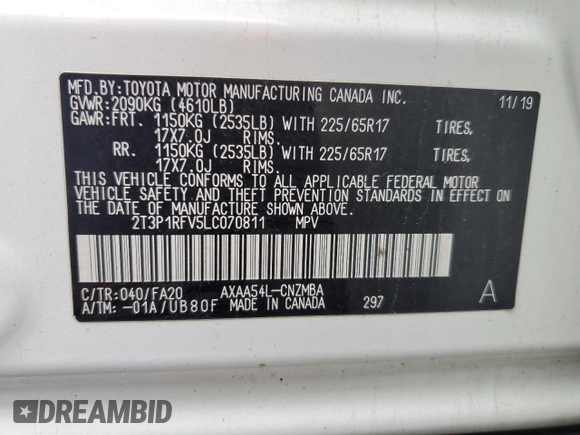 MFD.BY:TOYOTA MOTOR MANUFACTURING CANADA INC.
GVWR:2090KG (4610LB) 11/19
GAWR:FRT. 1150KG (2535LB) WITH 225/65R17 TIRES,
17X7.0J RIMS.
RR. 1150KG (2535LB) WITH 225/65R17 TIRES,
17X7.0J RIMS.
THIS VEHICLE CONFORMS TO ALL APPLICABLE FEDERAL MOTOR
VEHICLE SAFETY AND THEFT PREVENTION STANDARDS IN EFFECT ON
THE DATE OF MANUFACTURE SHOWN ABOVE.
2T3P1RFV5LC070811 MPV
C/TR:040/FA20 AXAA54L-CNZMBA A
A/TM:-01A/UB80F MADE IN CANADA 297
DREAMBID